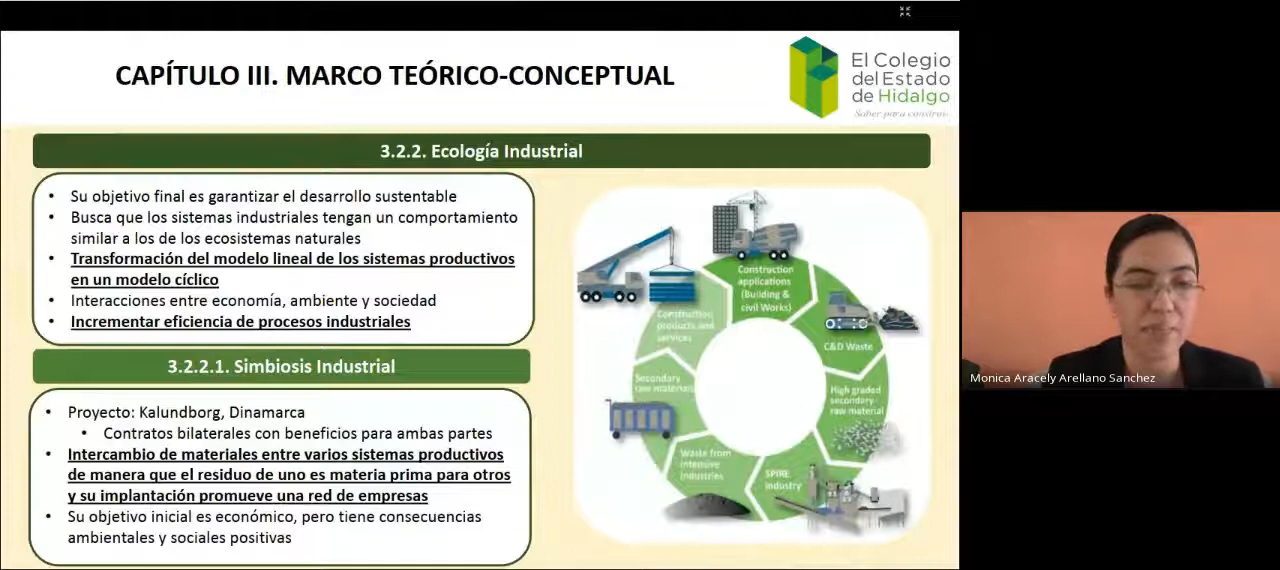 CAPÍTULO III. MARCO TEÓRICO-CONCEPTUAL
El Colegio
del Estado
de Hidalgo
Saber para construir
3.2.2. Ecología Industrial
• Su objetivo final es garantizar el desarrollo sustentable
• Busca que los sistemas industriales tengan un comportamiento
similar a los de los ecosistemas naturales
• Transformación del modelo lineal de los sistemas productivos
en un modelo cíclico
• Interacciones entre economía, ambiente y sociedad
• Incrementar eficiencia de procesos industriales
3.2.2.1. Simbiosis Industrial
• Proyecto: Kalundborg, Dinamarca
• Contratos bilaterales con beneficios para ambas partes
• Intercambio de materiales entre varios sistemas productivos
de manera que el residuo de uno es materia prima para otros
y su implantación promueve una red de empresas
• Su objetivo inicial es económico, pero tiene consecuencias
ambientales y sociales positivas
Construction
applications
(Building &
civil Works)
C&D Waste
High graded
secondary
raw material
SPIRE
industry
Waste from
intensive
industries
Secondary
raw materials
Construction
products and
services
Monica Aracely Arellano Sanchez